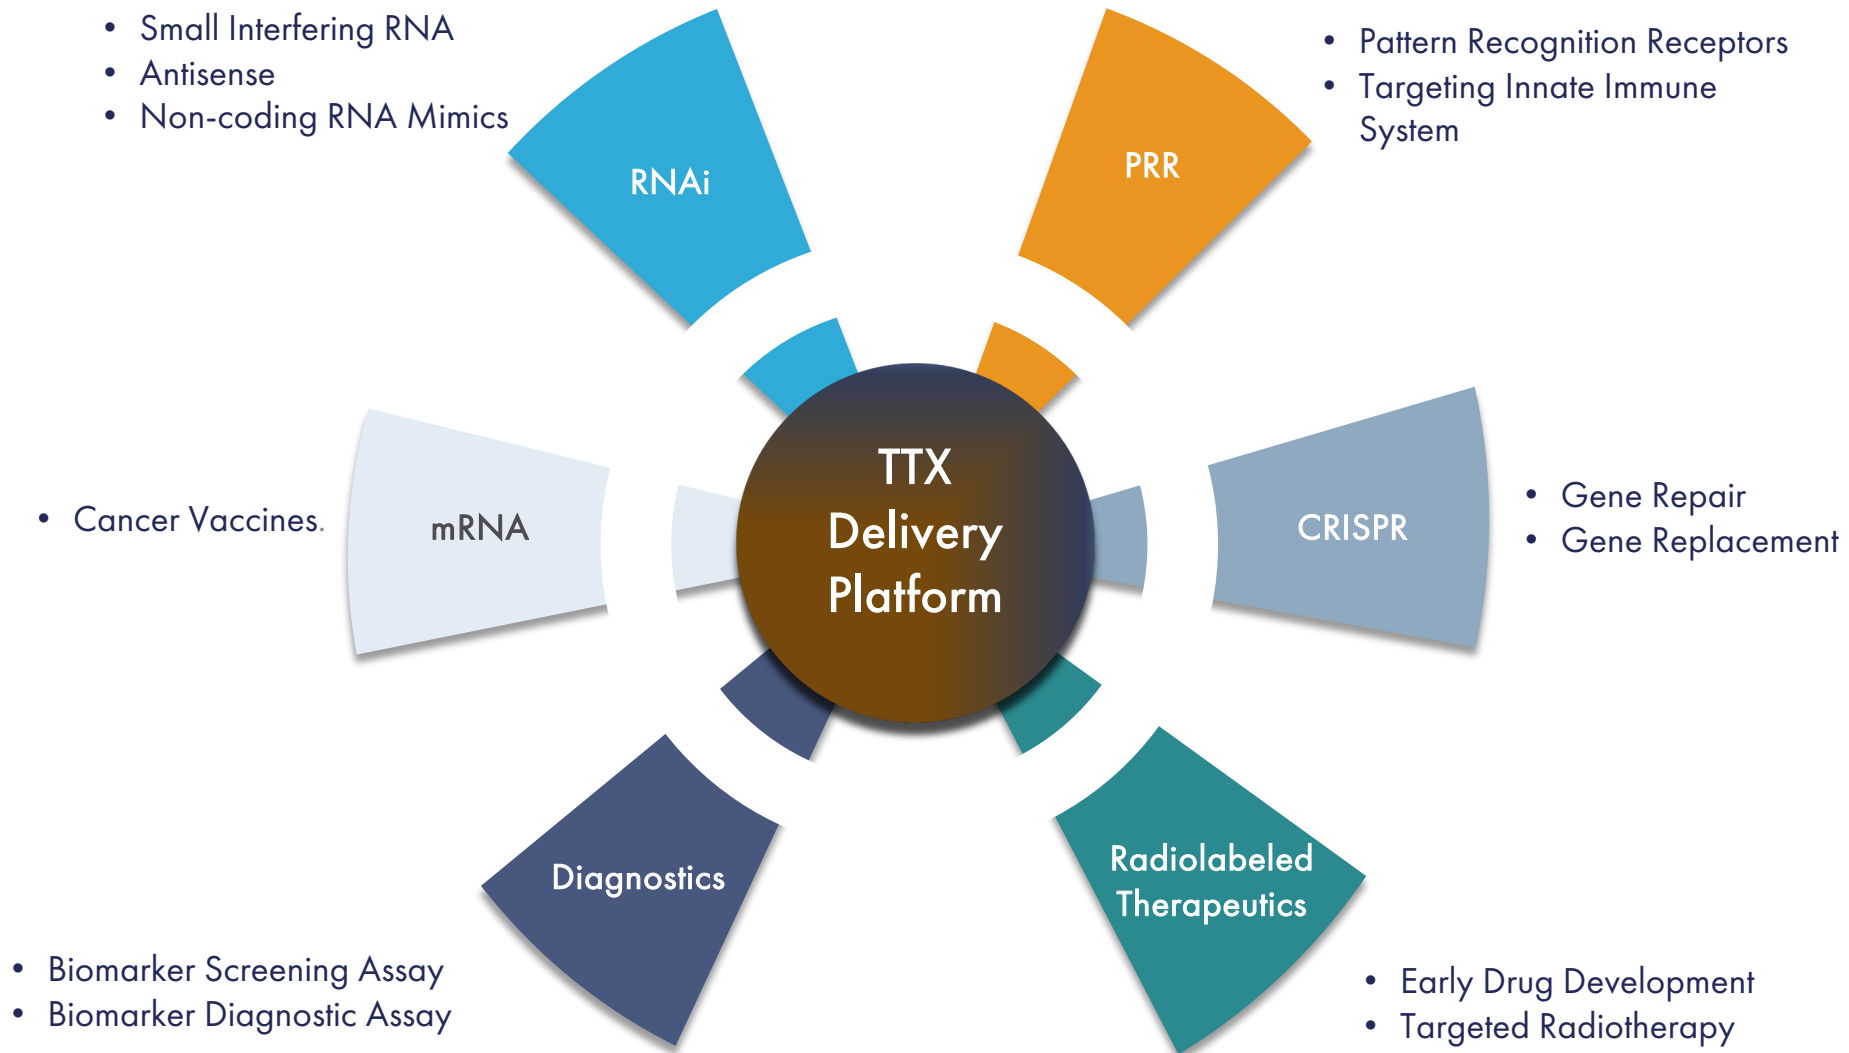 • Small Interfering RNA
• Antisense
• Non-coding RNA Mimics
RNAi
PRR
• Pattern Recognition Receptors
• Targeting Innate Immune
System
• Cancer Vaccines.
mRNA
TTX
Delivery
Platform
CRISPR
• Gene Repair
• Gene Replacement
Diagnostics
• Biomarker Screening Assay
• Biomarker Diagnostic Assay
Radiolabeled
Therapeutics
• Early Drug Development
• Targeted Radiotherapy